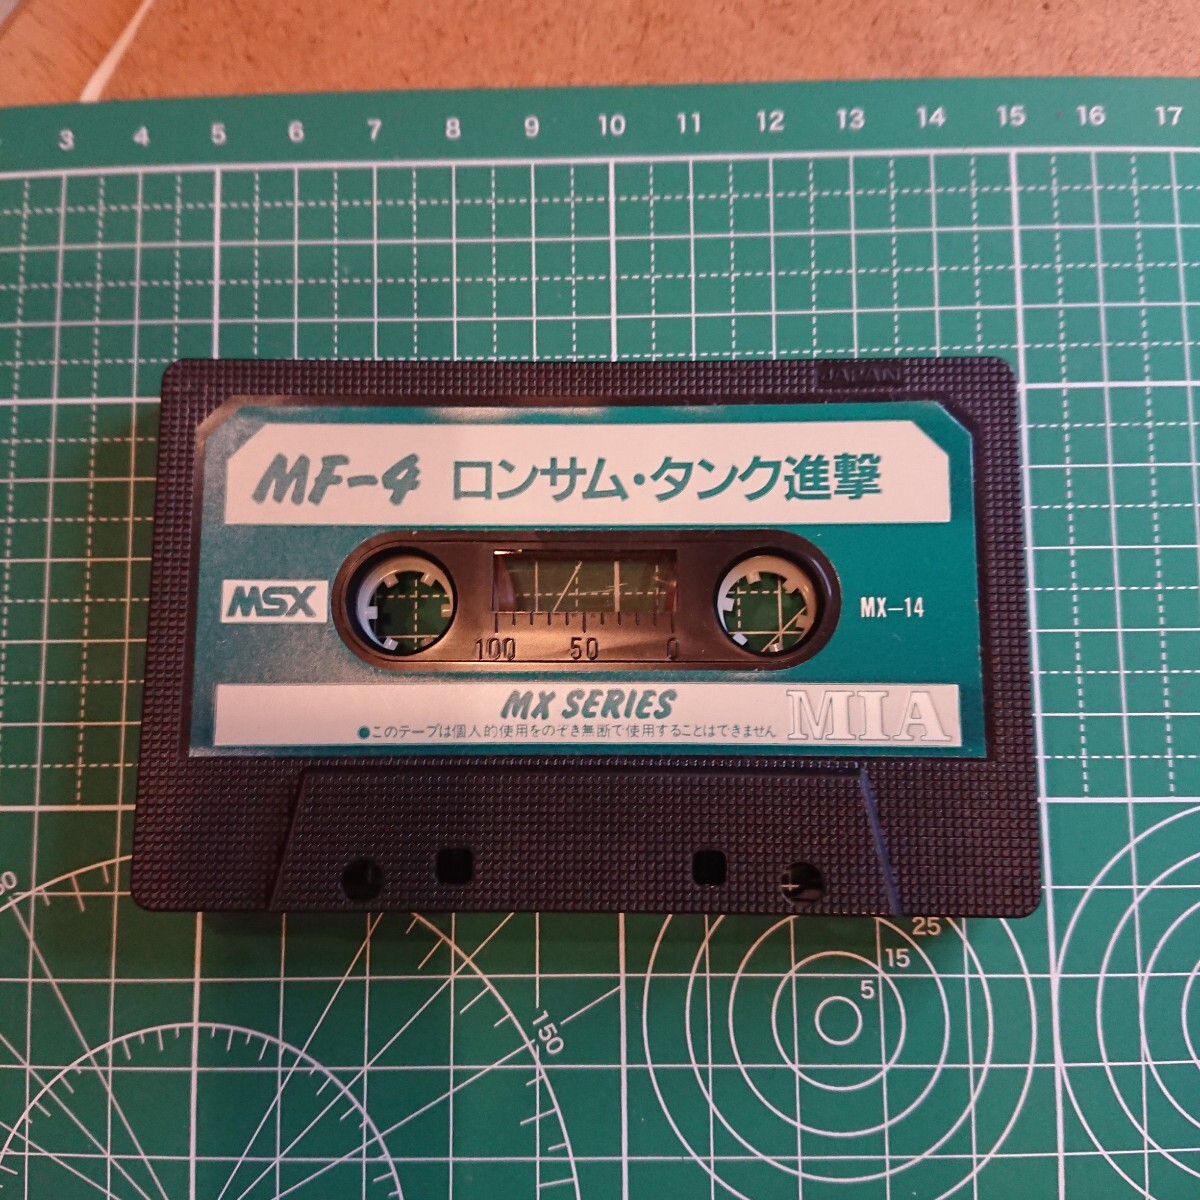 3 4 5 6 7 8 9 10 11 12 13 14 15 16 17
JAPAN
MF-4 ロンサム・タンク進撃
MSX
MX-14
100 50 0
MX SERIES
●このテープは個人的使用をのぞき無断で使用することはできません
MIA
25
15
5
150